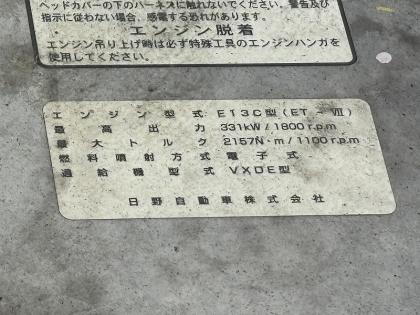 ヘッドカバーの下のハーネスに触れないでください。警告及び
指示に従わない場合、感電する恐れがあります。
エンジン脱着
エンジン吊り上げ時は必ず特殊工具のエンジンハンガを
使用してください。
エンジン型式 E13C型(ET-Ⅶ)
最高出力 331kW/1800r.p.m
最大トルク 2157N・m/1100r.p.m
燃料噴射方式 電子式
過給機型式 VXDE型
日野自動車株式会社